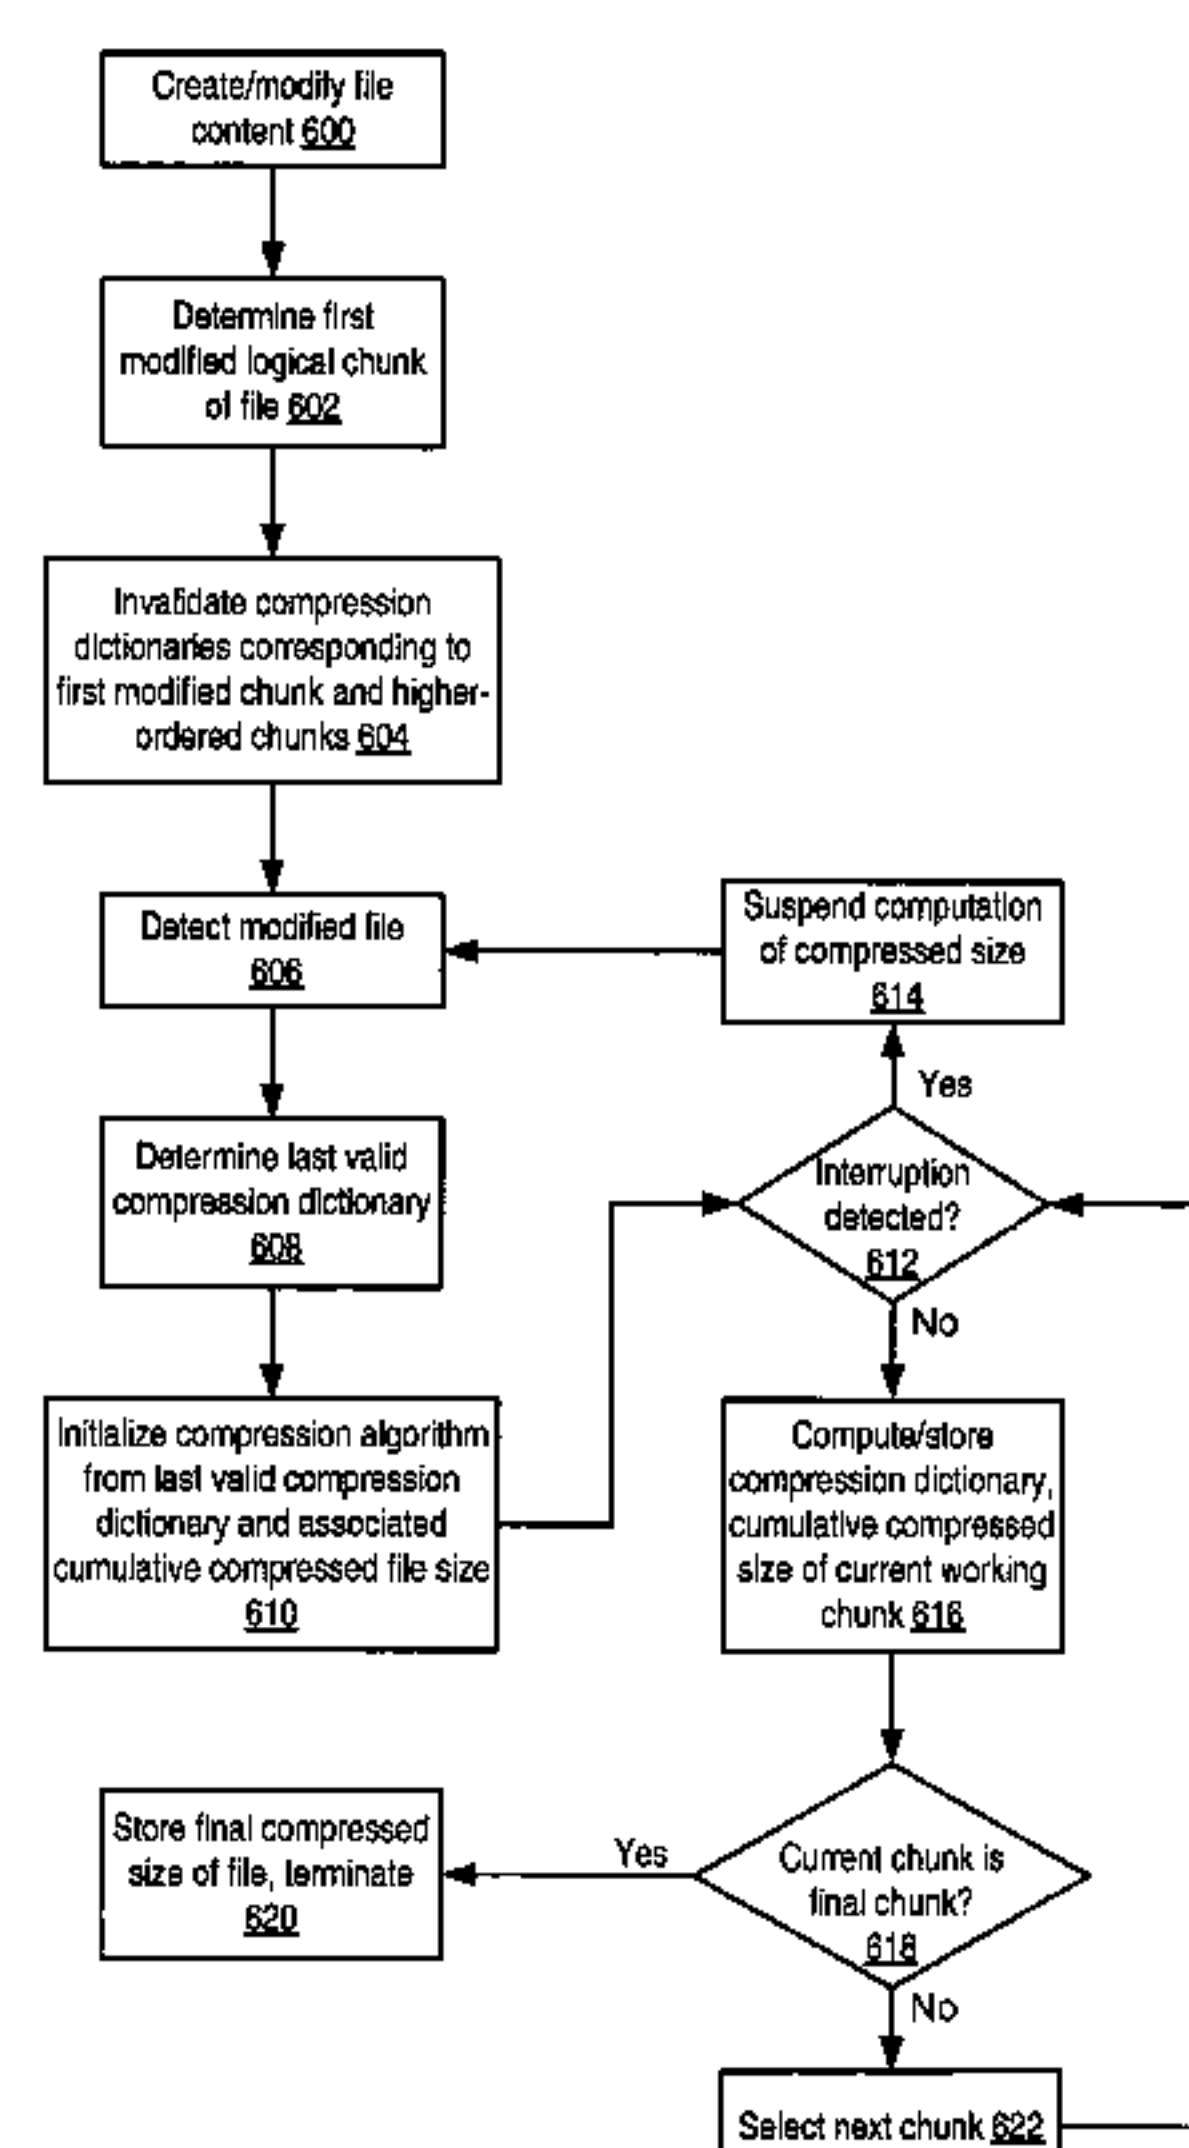 Create/modify file
content 600
Determine first
modified logical chunk
of file 602
Invalidate compression
dictionaries corresponding to
first modified chunk and higher-
ordered chunks 604
Detect modified file
606
Determine last valid
compression dictionary
608
Initialize compression algorithm
from last valid compression
dictionary and associated
cumulative compressed file size
610
Suspend computation
of compressed size
614
Yes
Interruption
detected?
612
No
Compute/store
compression dictionary,
cumulative compressed
size of current working
chunk 616
Current chunk is
final chunk?
618
Yes
Store final compressed
size of file, terminate
620
No
Select next chunk 622